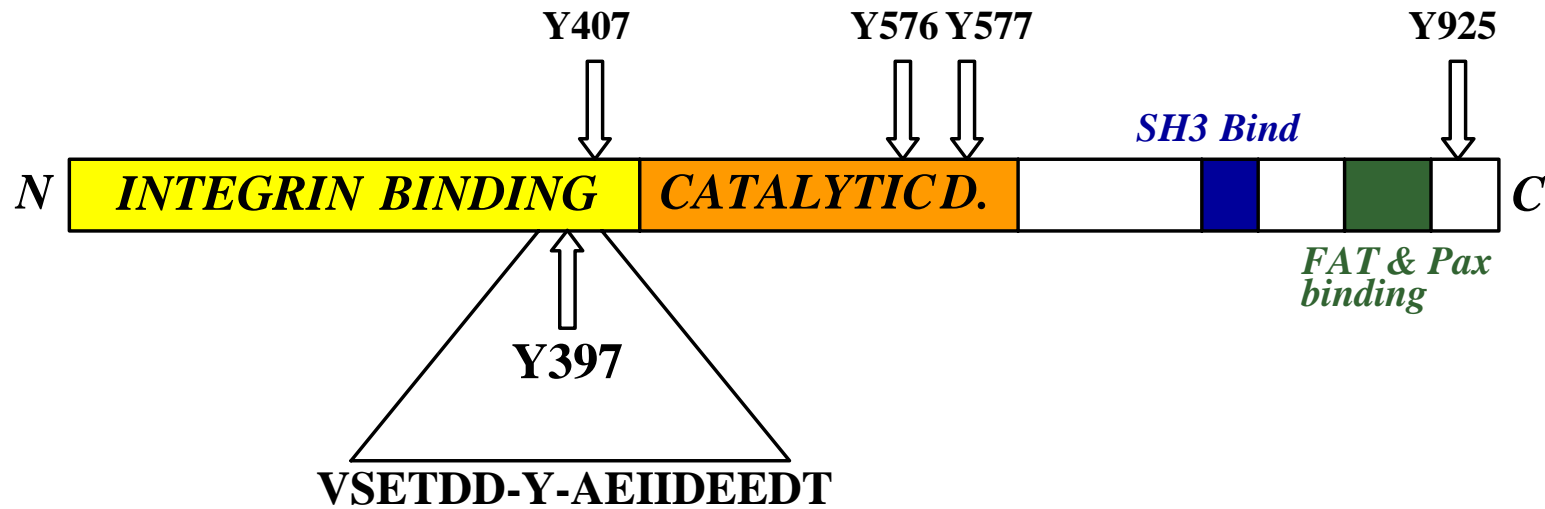 Y407
Y576 Y577
Y925
SH3 Bind
N
INTEGRIN BINDING
CATALYTIC D.
C
FAT & Pax
binding
Y397
VSETDD-Y-AEIIDEEDT